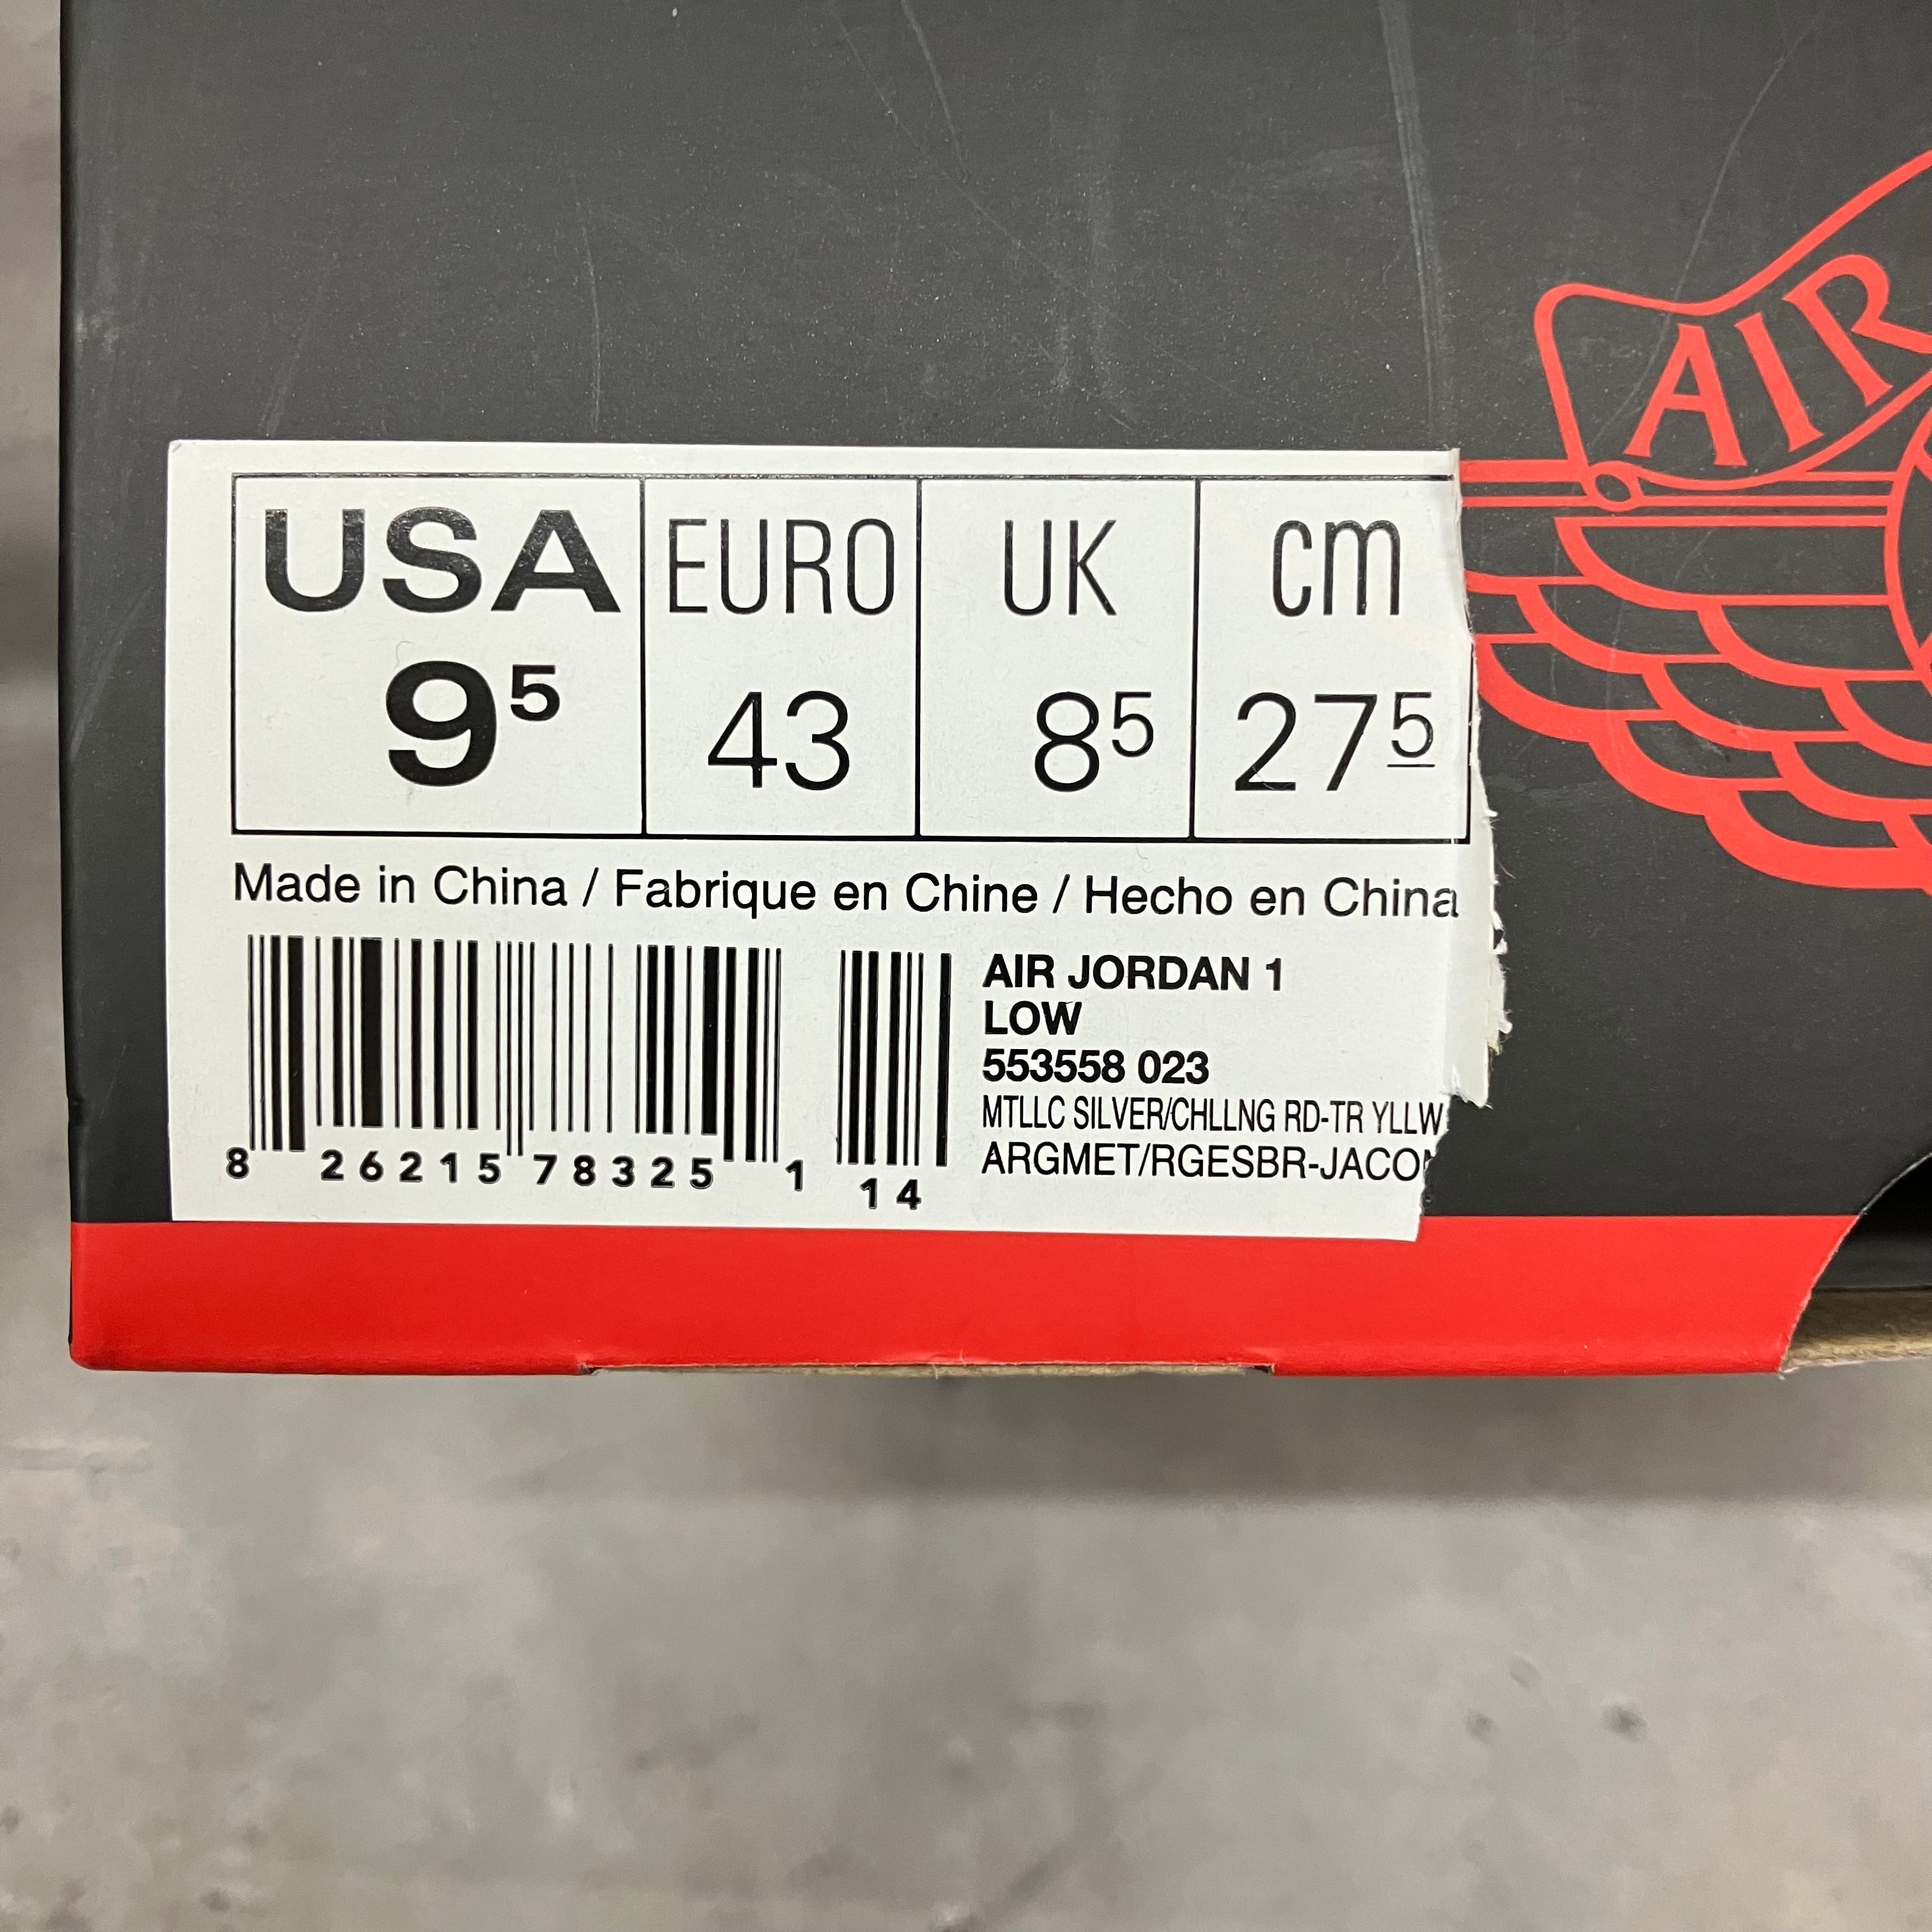 AIR
USA EURO UK cm
9⁵ 43 8⁵ 27⁵
Made in China / Fabrique en Chine / Hecho en China
AIR JORDAN 1
LOW
553558 023
MTLLC SILVER/CHLLNG RD-TR YLLW
ARGMET/RGESBR-JACO
8 26215 78325 1 14